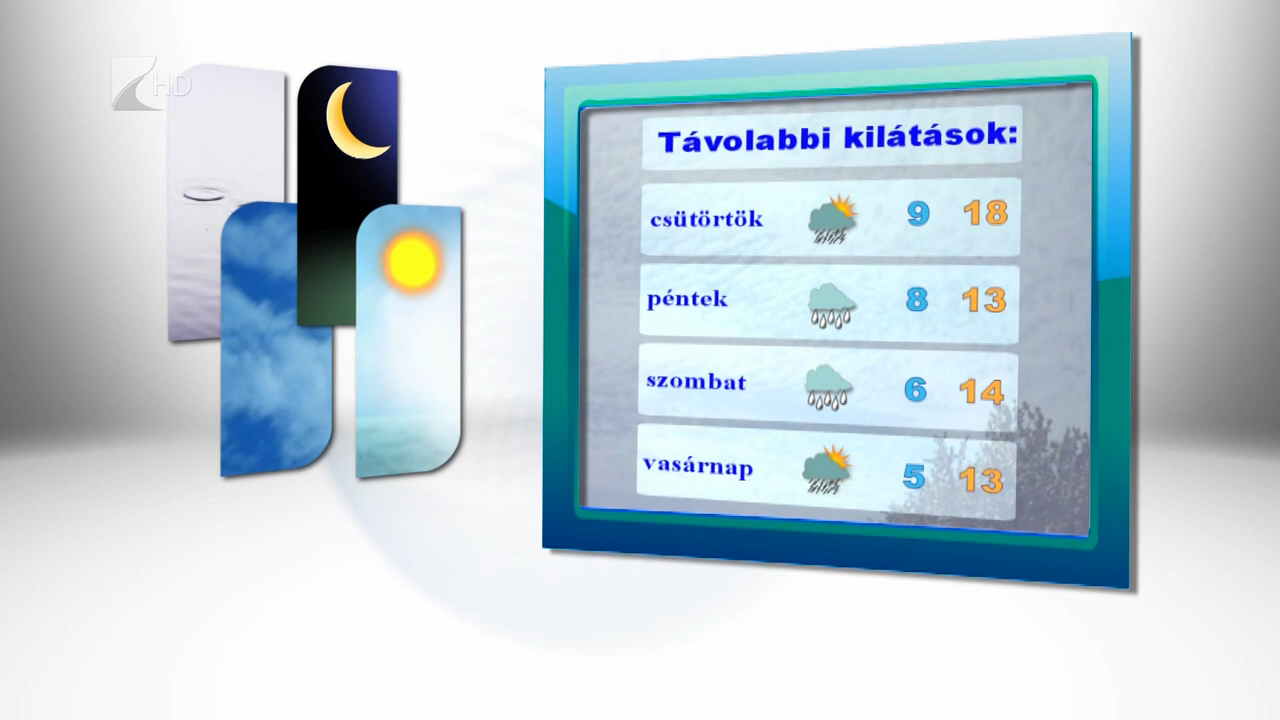 HD
Távolabbi kilátások:
csütörtök 9 18
péntek 8 13
szombat 6 14
vasárnap 5 13